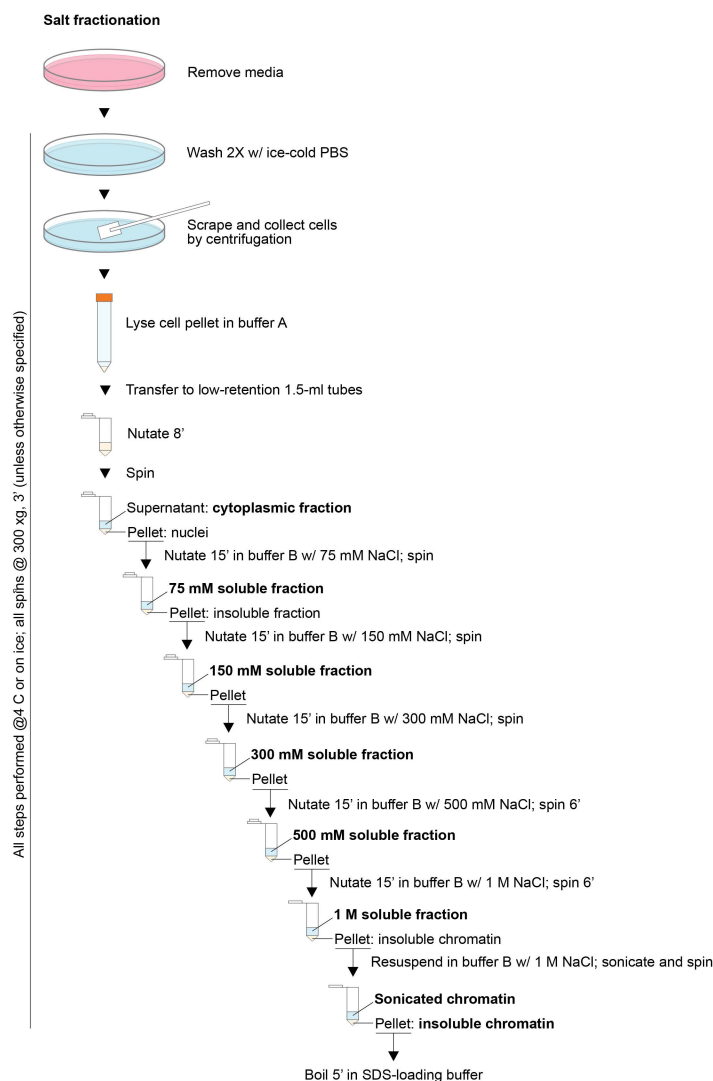 Salt fractionation
Remove media
Wash 2X w/ ice-cold PBS
Scrape and collect cells
by centrifugation
Lyse cell pellet in buffer A
Transfer to low-retention 1.5-ml tubes
Nutate 8’
Spin
Supernatant: cytoplasmic fraction
Pellet: nuclei
Nutate 15’ in buffer B w/ 75 mM NaCl; spin
75 mM soluble fraction
Pellet: insoluble fraction
Nutate 15’ in buffer B w/ 150 mM NaCl; spin
150 mM soluble fraction
Pellet
Nutate 15’ in buffer B w/ 300 mM NaCl; spin
300 mM soluble fraction
Pellet
Nutate 15’ in buffer B w/ 500 mM NaCl; spin 6’
500 mM soluble fraction
Pellet
Nutate 15’ in buffer B w/ 1 M NaCl; spin 6’
1 M soluble fraction
Pellet: insoluble chromatin
Resuspend in buffer B w/ 1 M NaCl; sonicate and spin
Sonicated chromatin
Pellet: insoluble chromatin
Boil 5’ in SDS-loading buffer
All steps performed @4 C or on ice; all spins @ 300 xg, 3’ (unless otherwise specified)